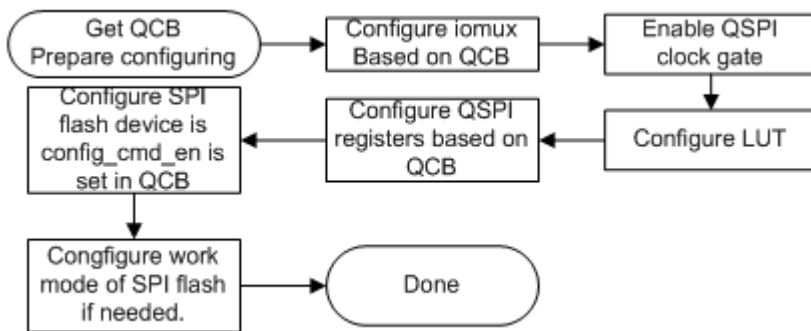 Get QCB
Prepare configuring
Configure iomux
Based on QCB
Enable QSPI
clock gate
Configure LUT
Configure QSPI
registers based on
QCB
Configure SPI
flash device is
config_cmd_en is
set in QCB
Congfigure work
mode of SPI flash
if needed.
Done